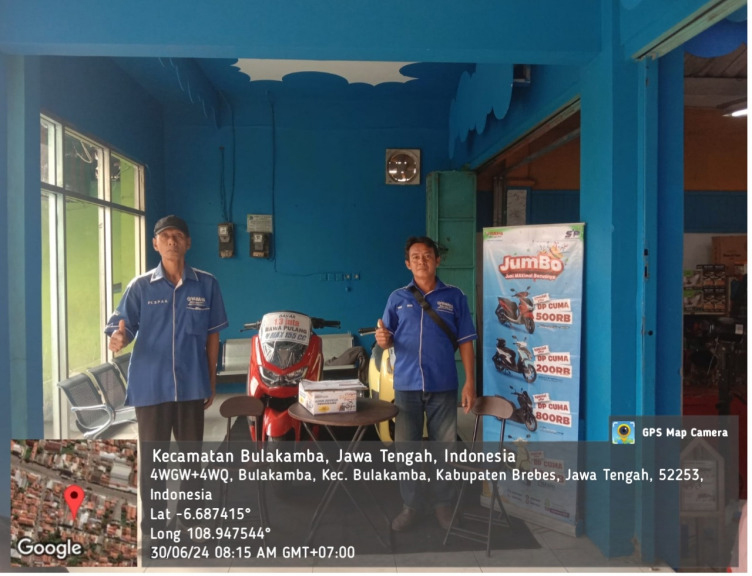 JumBo
DP CUMA
500RB
DP CUMA
200RB
DP CUMA
800RB
BAWA PULANG
GPS Map Camera
Kecamatan Bulakamba, Jawa Tengah, Indonesia
4WGW+4WQ, Bulakamba, Kec. Bulakamba, Kabupaten Brebes, Jawa Tengah, 52253,
Indonesia
Lat -6.687415°
Long 108.947544°
30/06/24 08:15 AM GMT+07:00
Google